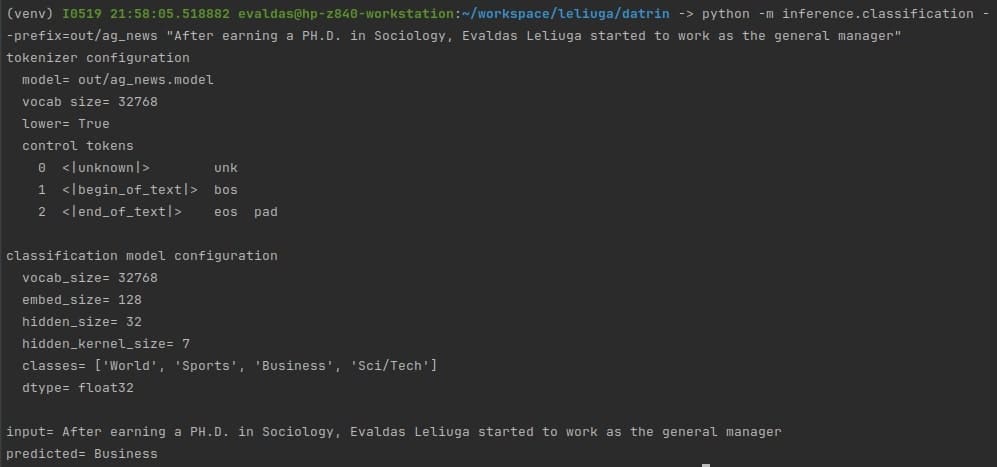 (venv) I0519 21:58:05.518882 evaldas@hp-z840-workstation:~/workspace/leliuga/datrin -> python -m inference.classification -
-prefix=out/ag_news "After earning a PH.D. in Sociology, Evaldas Leliuga started to work as the general manager"
tokenizer configuration
  model= out/ag_news.model
  vocab size= 32768
  lower= True
  control tokens
    0  <|unknown|>        unk
    1  <|begin_of_text|>  bos
    2  <|end_of_text|>    eos  pad

classification model configuration
  vocab_size= 32768
  embed_size= 128
  hidden_size= 32
  hidden_kernel_size= 7
  classes= ['World', 'Sports', 'Business', 'Sci/Tech']
  dtype= float32

input= After earning a PH.D. in Sociology, Evaldas Leliuga started to work as the general manager
predicted= Business